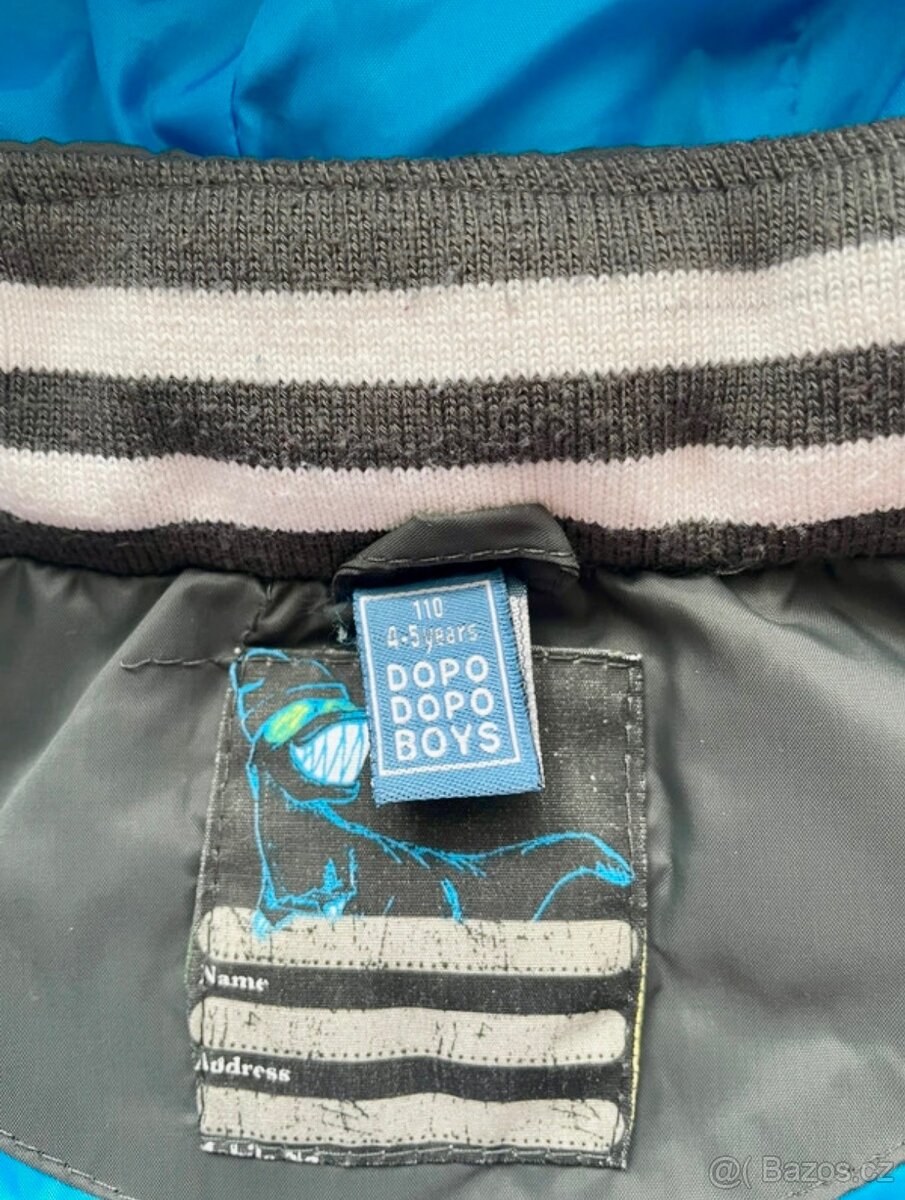 110
4-5 years
DOPO
DOPO
BOYS
Name
Address
@( Bazos.cz